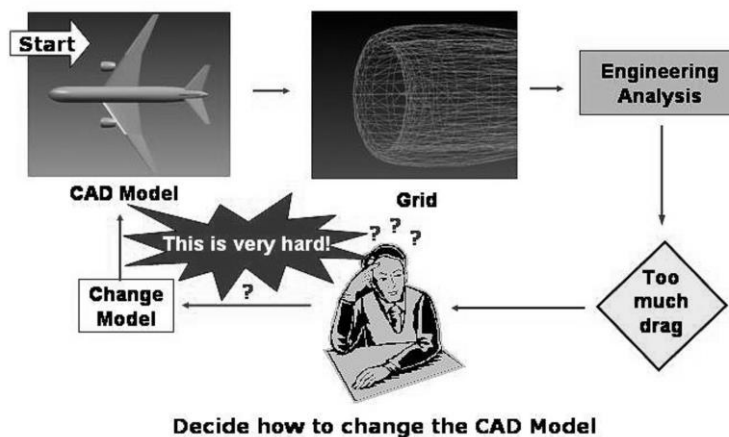 Start
CAD Model
Grid
Engineering
Analysis
Too
much
drag
? ? ?
This is very hard!
?
Change
Model
Decide how to change the CAD Model